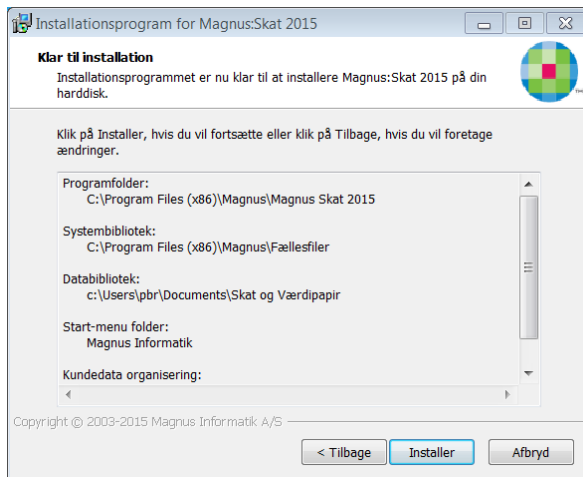 Installationsprogram for Magnus:Skat 2015
Klar til installation
Installationsprogrammet er nu klar til at installere Magnus:Skat 2015 på din
harddisk.
TM
Klik på Installer, hvis du vil fortsætte eller klik på Tilbage, hvis du vil foretage
ændringer.
Programfolder:
C:\Program Files (x86)\Magnus\Magnus Skat 2015
Systembibliotek:
C:\Program Files (x86)\Magnus\Fællesfiler
Databibliotek:
c:\Users\pbr\Documents\Skat og Værdipapir
Start-menu folder:
Magnus Informatik
Kundedata organisering:
Copyright © 2003-2015 Magnus Informatik A/S
< Tilbage
Installer
Afbryd